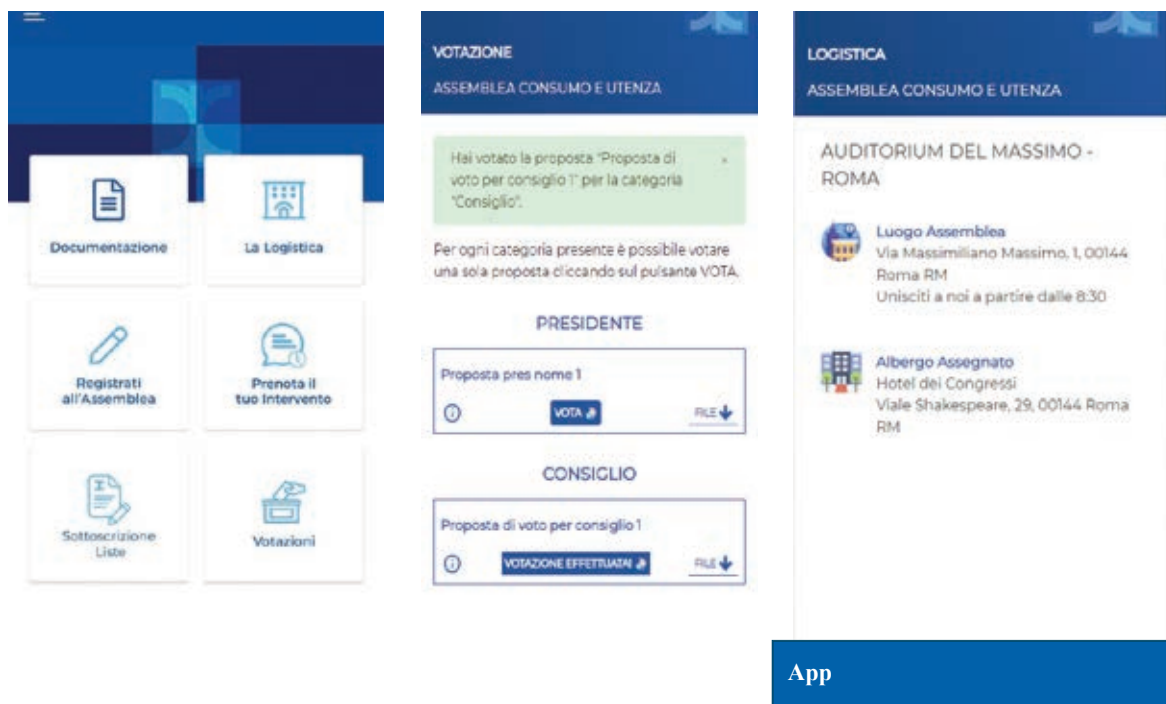 Documentazione
La Logistica
Registrati
all'Assemblea
Prenota il
tuo Intervento
Sottoscrizione
Liste
Votazioni
VOTAZIONE
ASSEMBLEA CONSUMO E UTENZA
Hai votato la proposta "Proposta di
voto per consiglio 1" per la categoria
"Consiglio".
Per ogni categoria presente è possibile votare
una sola proposta cliccando sul pulsante VOTA.
PRESIDENTE
Proposta pres nome 1
VOTA
FILE
CONSIGLIO
Proposta di voto per consiglio 1
VOTAZIONE EFFETTUATA!
FILE
LOGISTICA
ASSEMBLEA CONSUMO E UTENZA
AUDITORIUM DEL MASSIMO -
ROMA
Luogo Assemblea
Via Massimiliano Massimo, 1, 00144
Roma RM
Unisciti a noi a partire dalle 8:30
Albergo Assegnato
Hotel dei Congressi
Viale Shakespeare, 29, 00144 Roma
RM
App